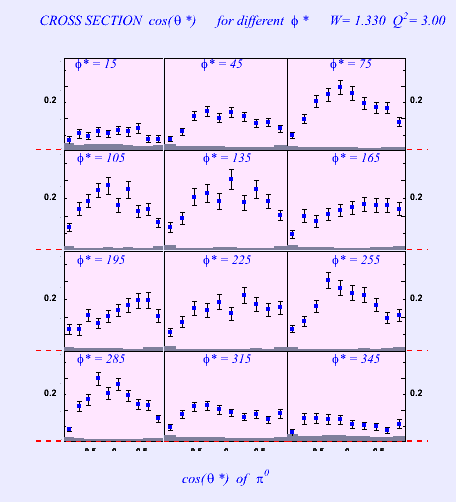 CROSS SECTION cos(θ*) for different ϕ* W= 1.330 Q²= 3.00
ϕ* = 15 ϕ* = 45 ϕ* = 75
0.2 0.2
ϕ* = 105 ϕ* = 135 ϕ* = 165
0.2 0.2
ϕ* = 195 ϕ* = 225 ϕ* = 255
0.2 0.2
ϕ* = 285 ϕ* = 315 ϕ* = 345
0.2 0.2
cos(θ*) of π⁰